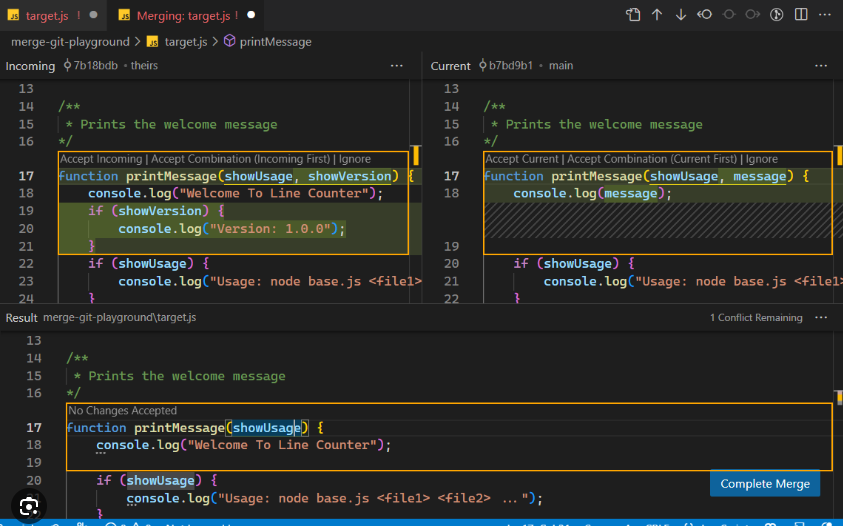 target.js !
Merging: target.js !
merge-git-playground > target.js > printMessage
Incoming 7b18bdb • theirs ...
13
14 /**
15 * Prints the welcome message
16 */
Accept Incoming | Accept Combination (Incoming First) | Ignore
17 function printMessage(showUsage, showVersion) {
18 console.log("Welcome To Line Counter");
19 if (showVersion) {
20 console.log("Version: 1.0.0");
21 }
22 if (showUsage) {
23 console.log("Usage: node base.js <file1>
24 }
Current b7bd9b1 • main ...
13
14 /**
15 * Prints the welcome message
16 */
Accept Current | Accept Combination (Current First) | Ignore
17 function printMessage(showUsage, message) {
18 console.log(message);
19
20 if (showUsage) {
21 console.log("Usage: node base.js <file1>
22 }
Result merge-git-playground\target.js 1 Conflict Remaining ...
13
14 /**
15 * Prints the welcome message
16 */
No Changes Accepted
17 function printMessage(showUsage) {
18 console.log("Welcome To Line Counter");
19
20 if (showUsage) {
console.log("Usage: node base.js <file1> <file2> ...");
}
Complete Merge